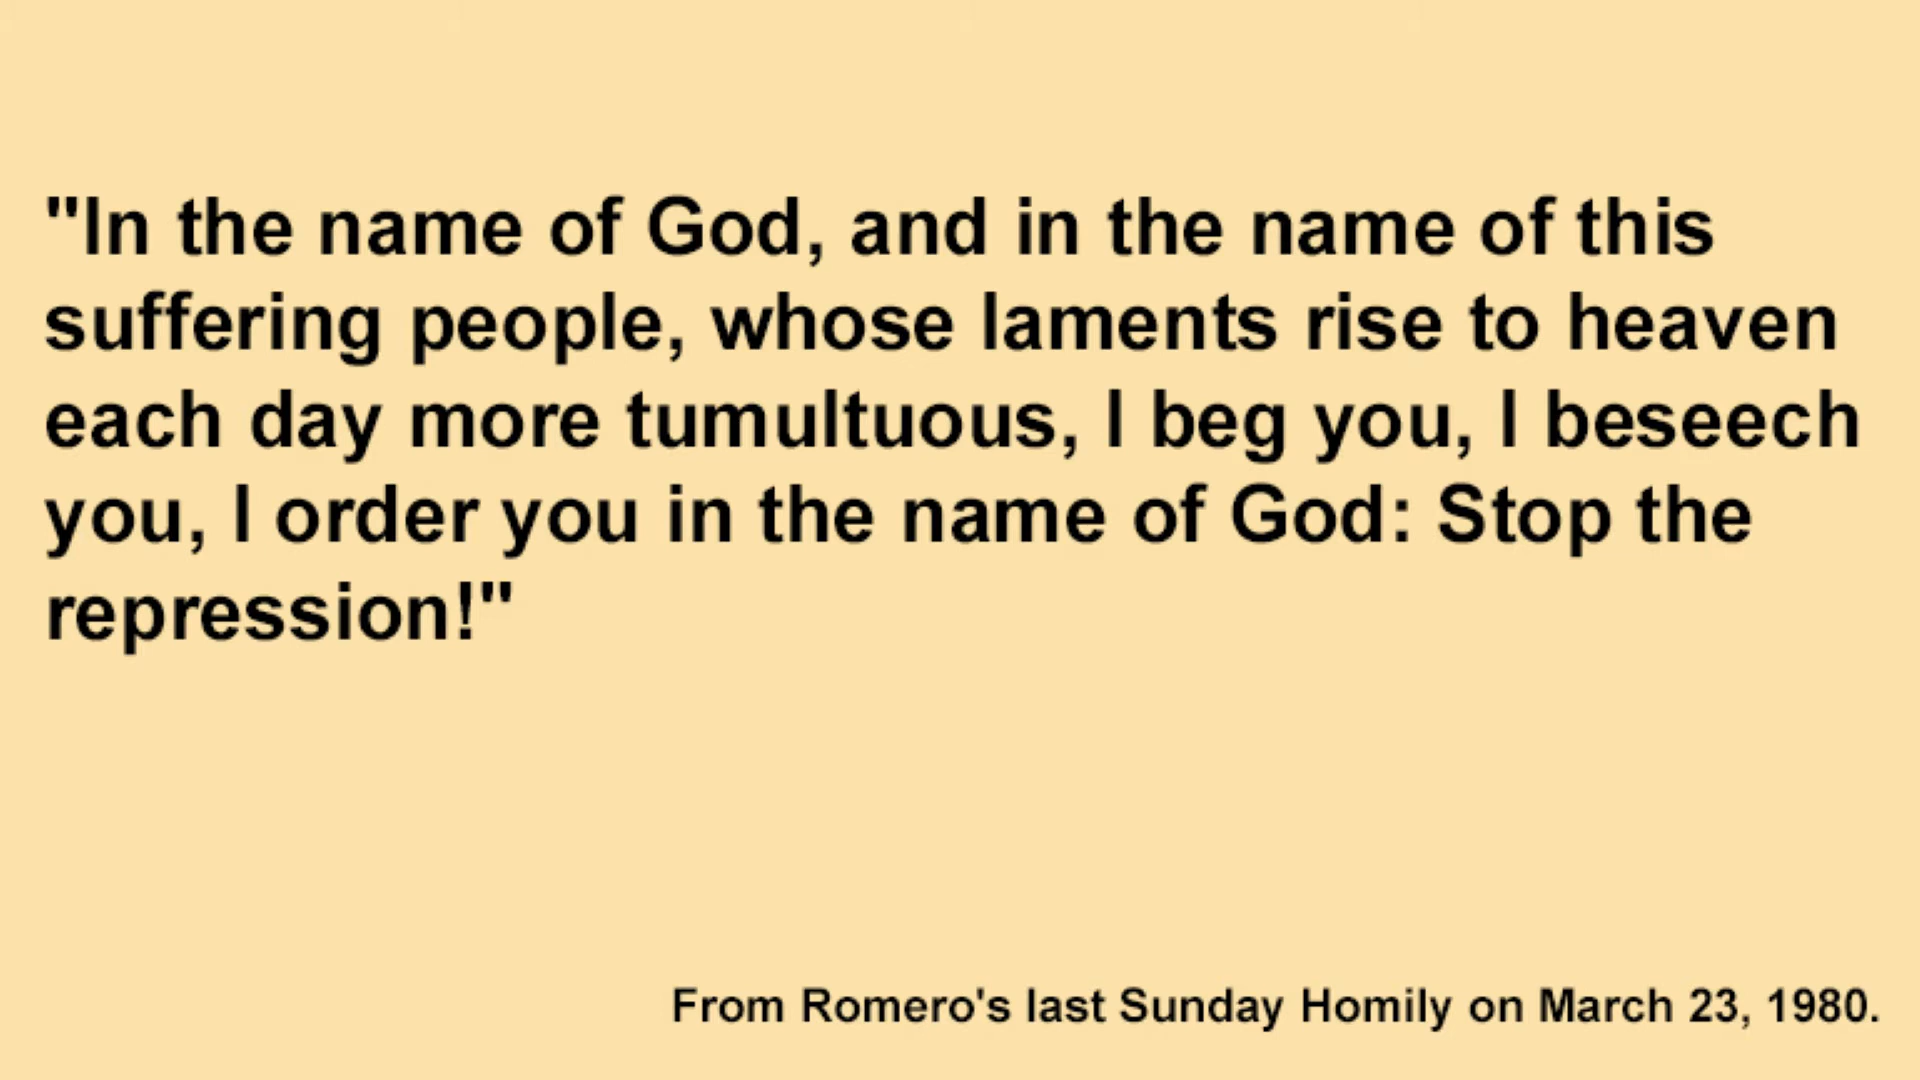 "In the name of God, and in the name of this
suffering people, whose laments rise to heaven
each day more tumultuous, I beg you, I beseech
you, I order you in the name of God: Stop the
repression!"
From Romero's last Sunday Homily on March 23, 1980.